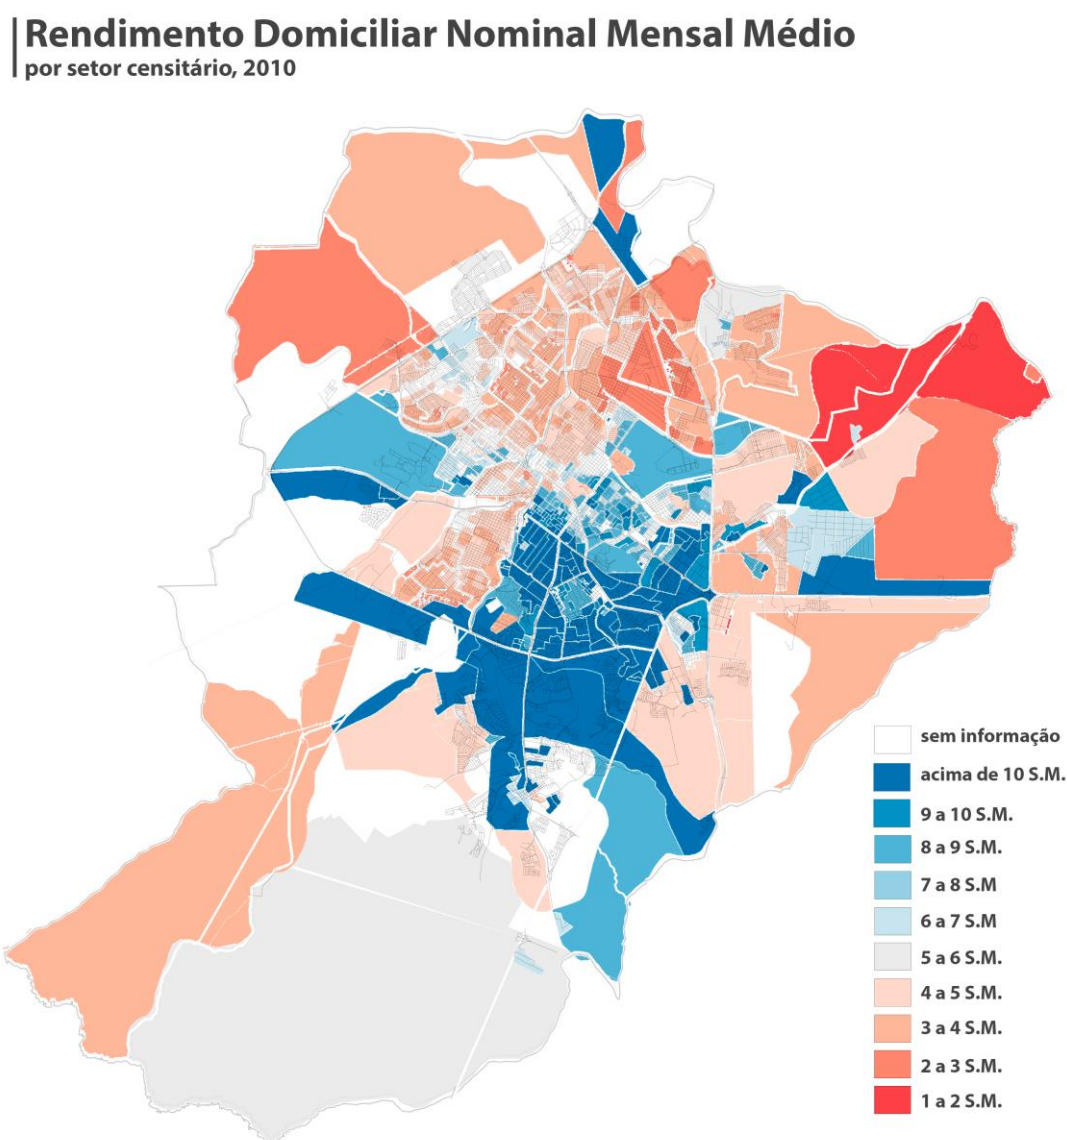 Rendimento Domiciliar Nominal Mensal Médio
por setor censitário, 2010
sem informação
acima de 10 S.M.
9 a 10 S.M.
8 a 9 S.M.
7 a 8 S.M
6 a 7 S.M
5 a 6 S.M.
4 a 5 S.M.
3 a 4 S.M.
2 a 3 S.M.
1 a 2 S.M.